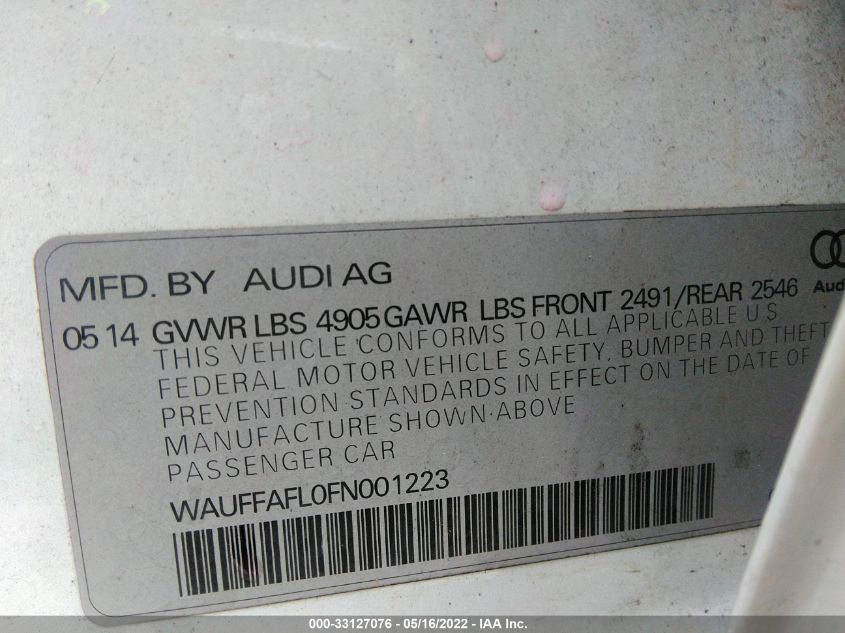 MFD. BY AUDI AG
05 14 GVWR LBS 4905 GAWR LBS FRONT 2491/REAR 2546
THIS VEHICLE CONFORMS TO ALL APPLICABLE U.S.
FEDERAL MOTOR VEHICLE SAFETY, BUMPER AND THEFT
PREVENTION STANDARDS IN EFFECT ON THE DATE OF
MANUFACTURE SHOWN ABOVE
PASSENGER CAR
WAUFFAFL0FN001223
Aud
000-33127076 - 05/16/2022 - IAA Inc.